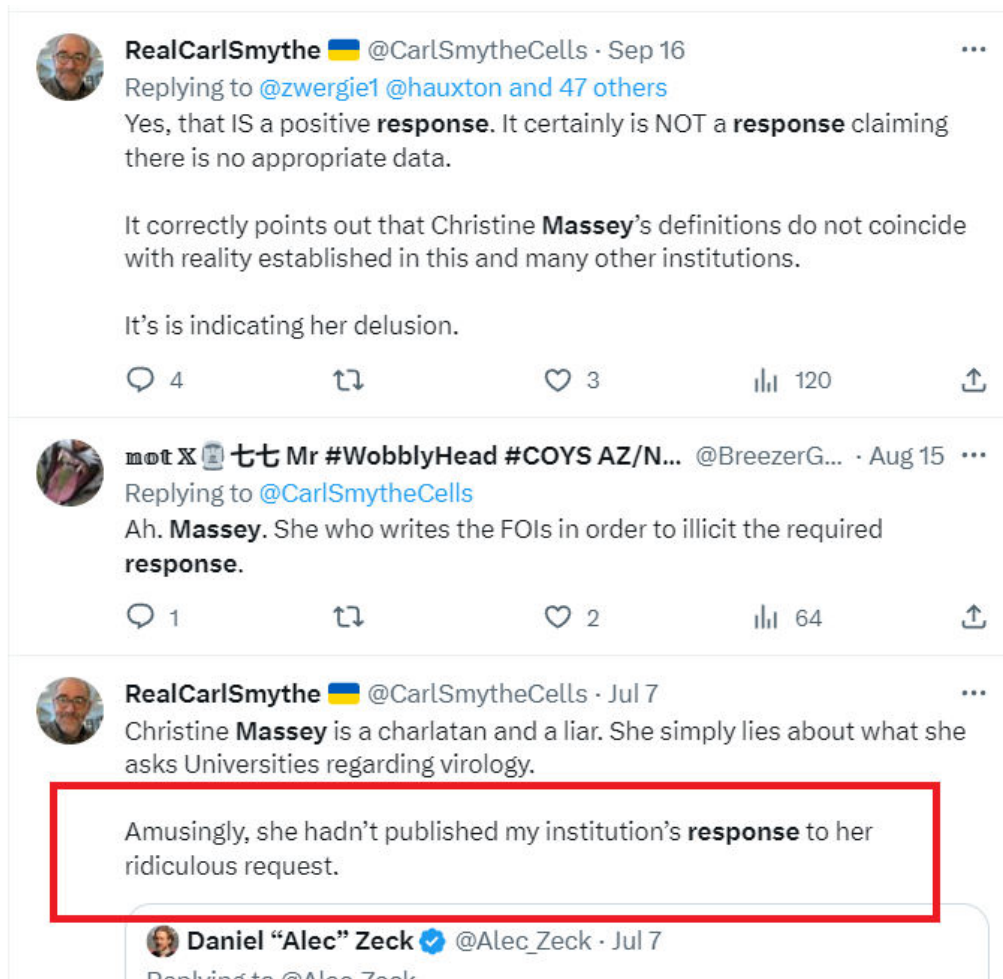 RealCarlSmythe 🇺🇦 @CarlSmytheCells · Sep 16
Replying to @zwergie1 @hauxton and 47 others
Yes, that IS a positive response. It certainly is NOT a response claiming
there is no appropriate data.
It correctly points out that Christine Massey's definitions do not coincide
with reality established in this and many other institutions.
It's is indicating her delusion.
4 3 120
𝕟𝕠𝕥 𝕏 七七 Mr #WobblyHead #COYS AZ/N... @BreezerG... · Aug 15
Replying to @CarlSmytheCells
Ah. Massey. She who writes the FOIs in order to illicit the required
response.
1 2 64
RealCarlSmythe 🇺🇦 @CarlSmytheCells · Jul 7
Christine Massey is a charlatan and a liar. She simply lies about what she
asks Universities regarding virology.
Amusingly, she hadn't published my institution's response to her
ridiculous request.
Daniel "Alec" Zeck @Alec_Zeck · Jul 7
Replying to @Alec_Zeck